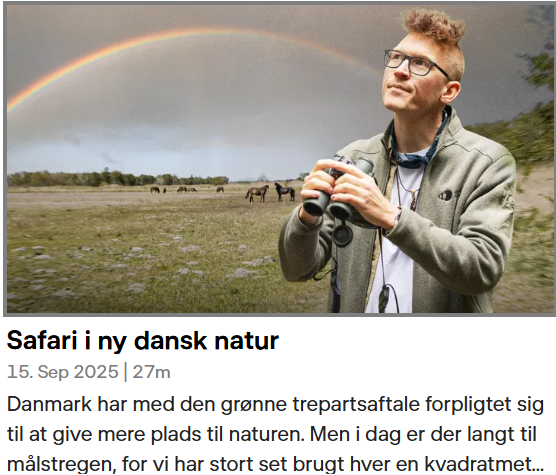 Safari i ny dansk natur
15. Sep 2025 | 27m
Danmark har med den grønne trepartsaftale forpligtet sig
til at give mere plads til naturen. Men i dag er der langt til
målstregen, for vi har stort set brugt hver en kvadratmet...